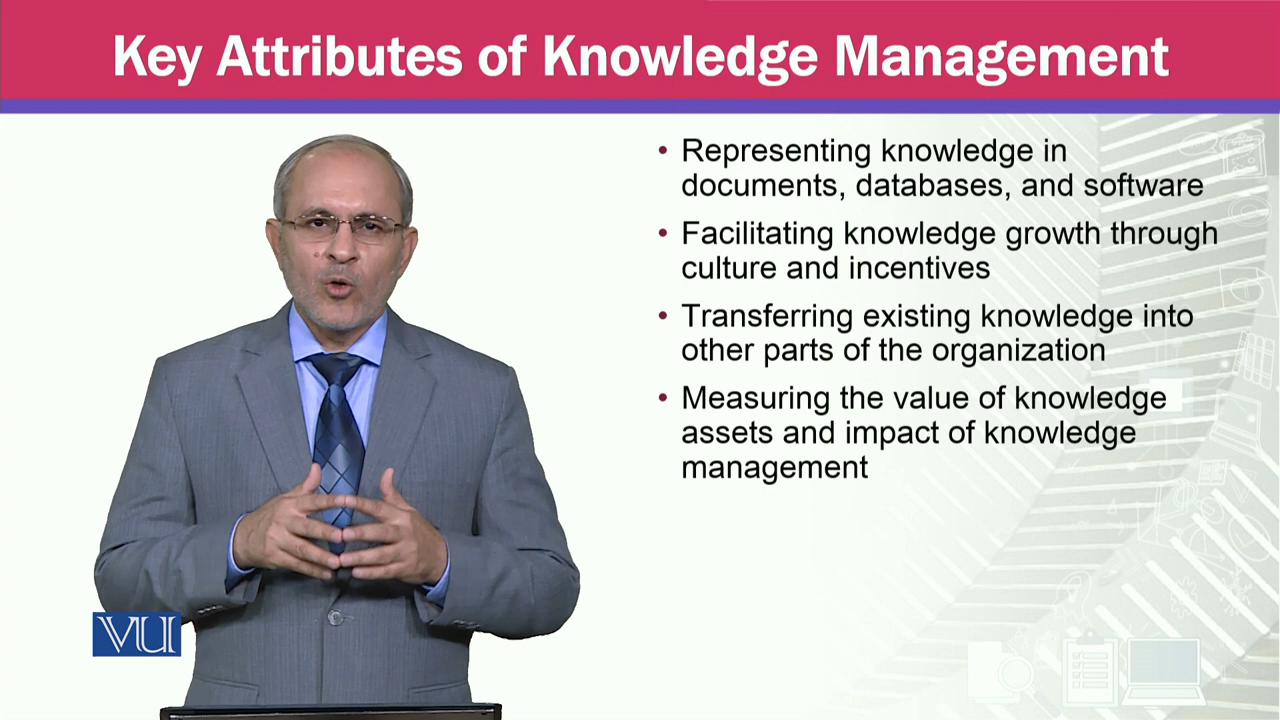 Key Attributes of Knowledge Management
• Representing knowledge in
documents, databases, and software
• Facilitating knowledge growth through
culture and incentives
• Transferring existing knowledge into
other parts of the organization
• Measuring the value of knowledge
assets and impact of knowledge
management
VU